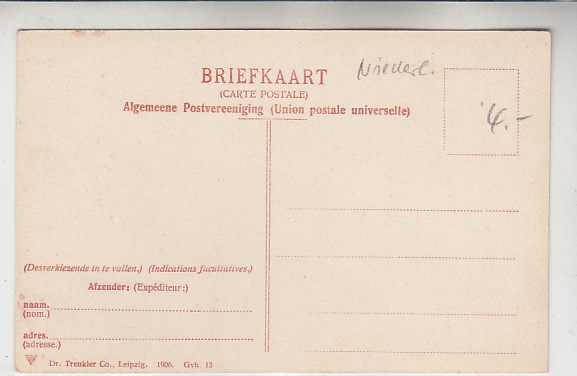 BRIEFKAART
Niederl.
(CARTE POSTALE)
Algemeene Postvereeniging (Union postale universelle)
4.-
(Desverkiezende in te vullen.) (Indications facultatives.)
Afzender: (Expéditeur:)
naam.
(nom.)
adres.
(adresse.)
Dr. Trenkler Co., Leipzig. 1906. Gvh 13